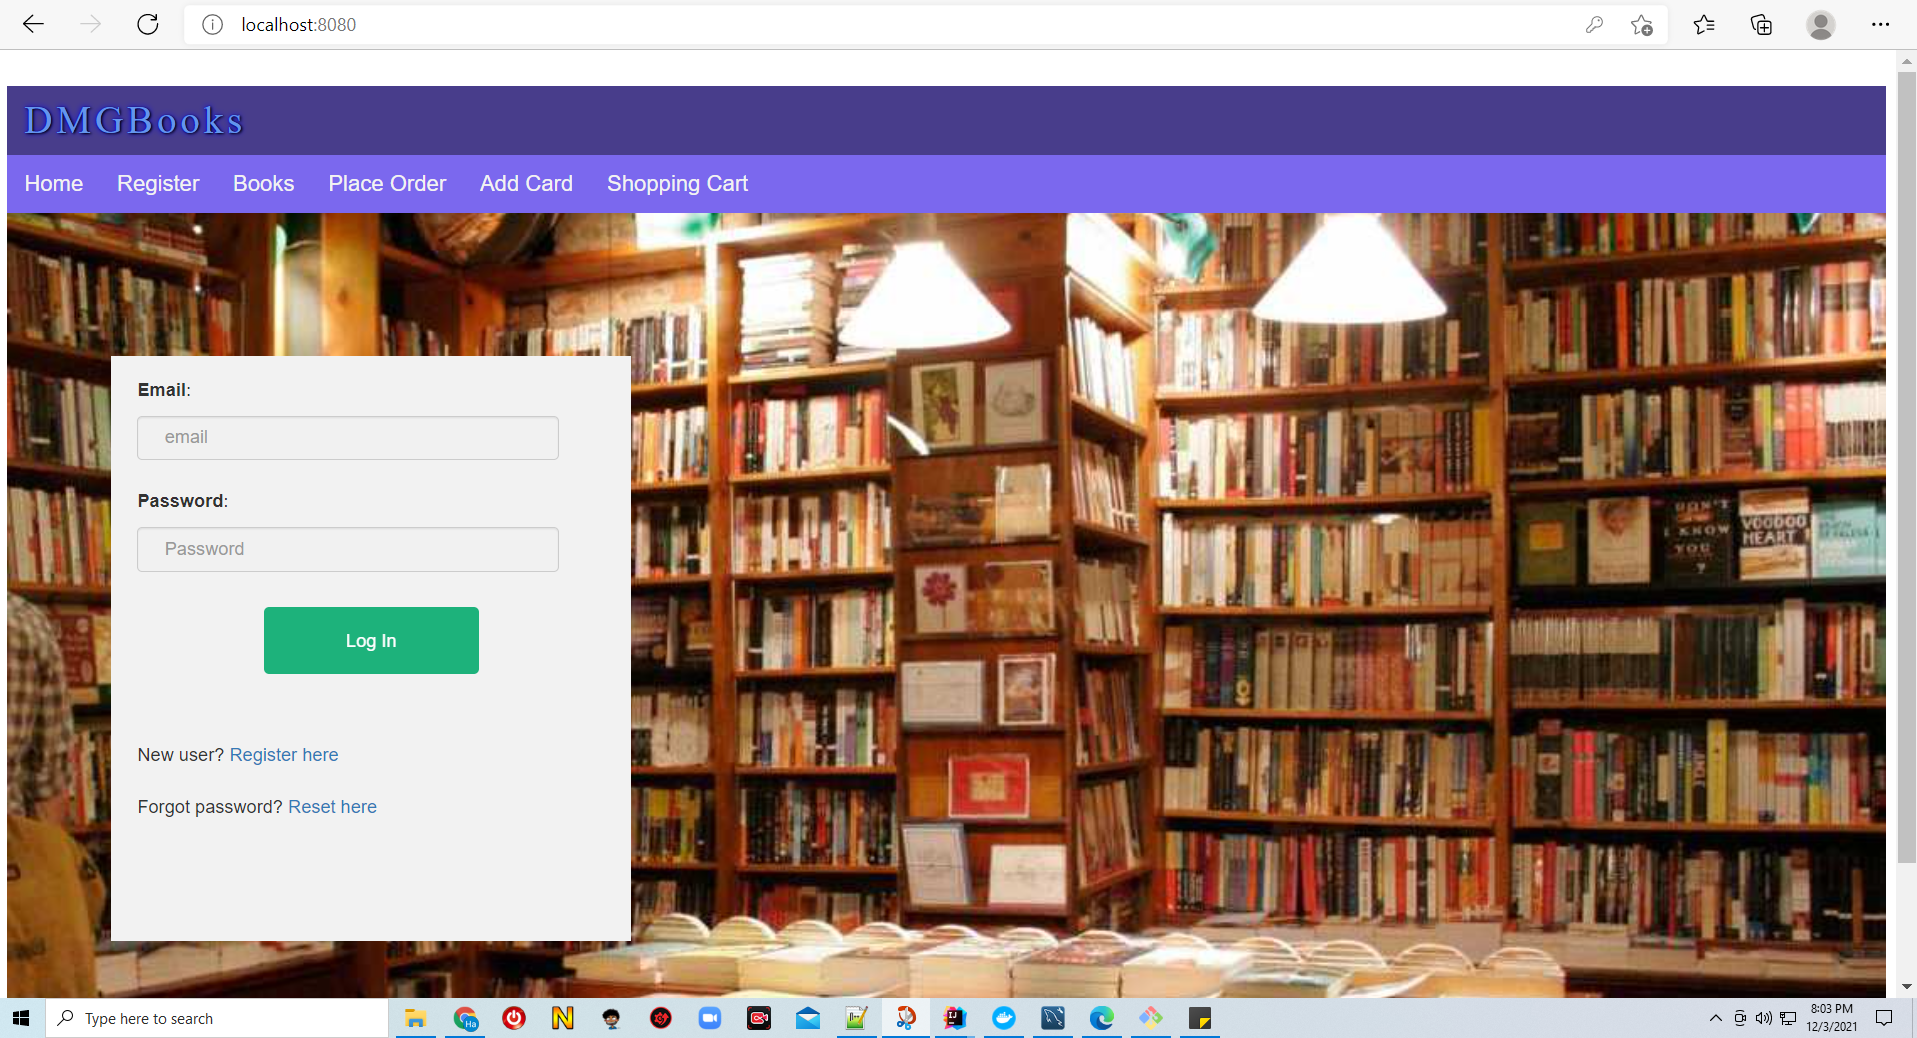 localhost:8080
DMGBooks
Home Register Books Place Order Add Card Shopping Cart
Email:
email
Password:
Password
Log In
New user? Register here
Forgot password? Reset here
DON'T
I KNOW
YOU
?
VOODOO
HEART
Type here to search
8:03 PM
12/3/2021